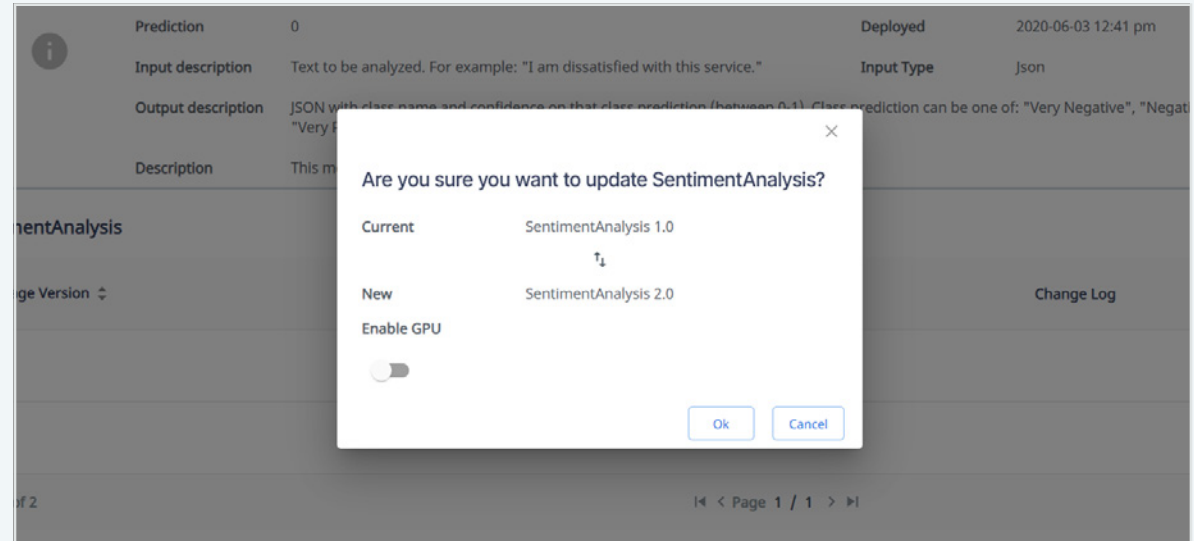 Prediction 0 Deployed 2020-06-03 12:41 pm
Input description Text to be analyzed. For example: "I am dissatisfied with this service." Input Type Json
Output description JSON with class name and confidence on that class prediction (between 0-1). Class prediction can be one of: "Very Negative", "Negati
"Very
Description This m
Are you sure you want to update SentimentAnalysis?
Current SentimentAnalysis 1.0
New SentimentAnalysis 2.0
Enable GPU
Ok Cancel
mentAnalysis
ge Version Change Log
of 2 Page 1 / 1